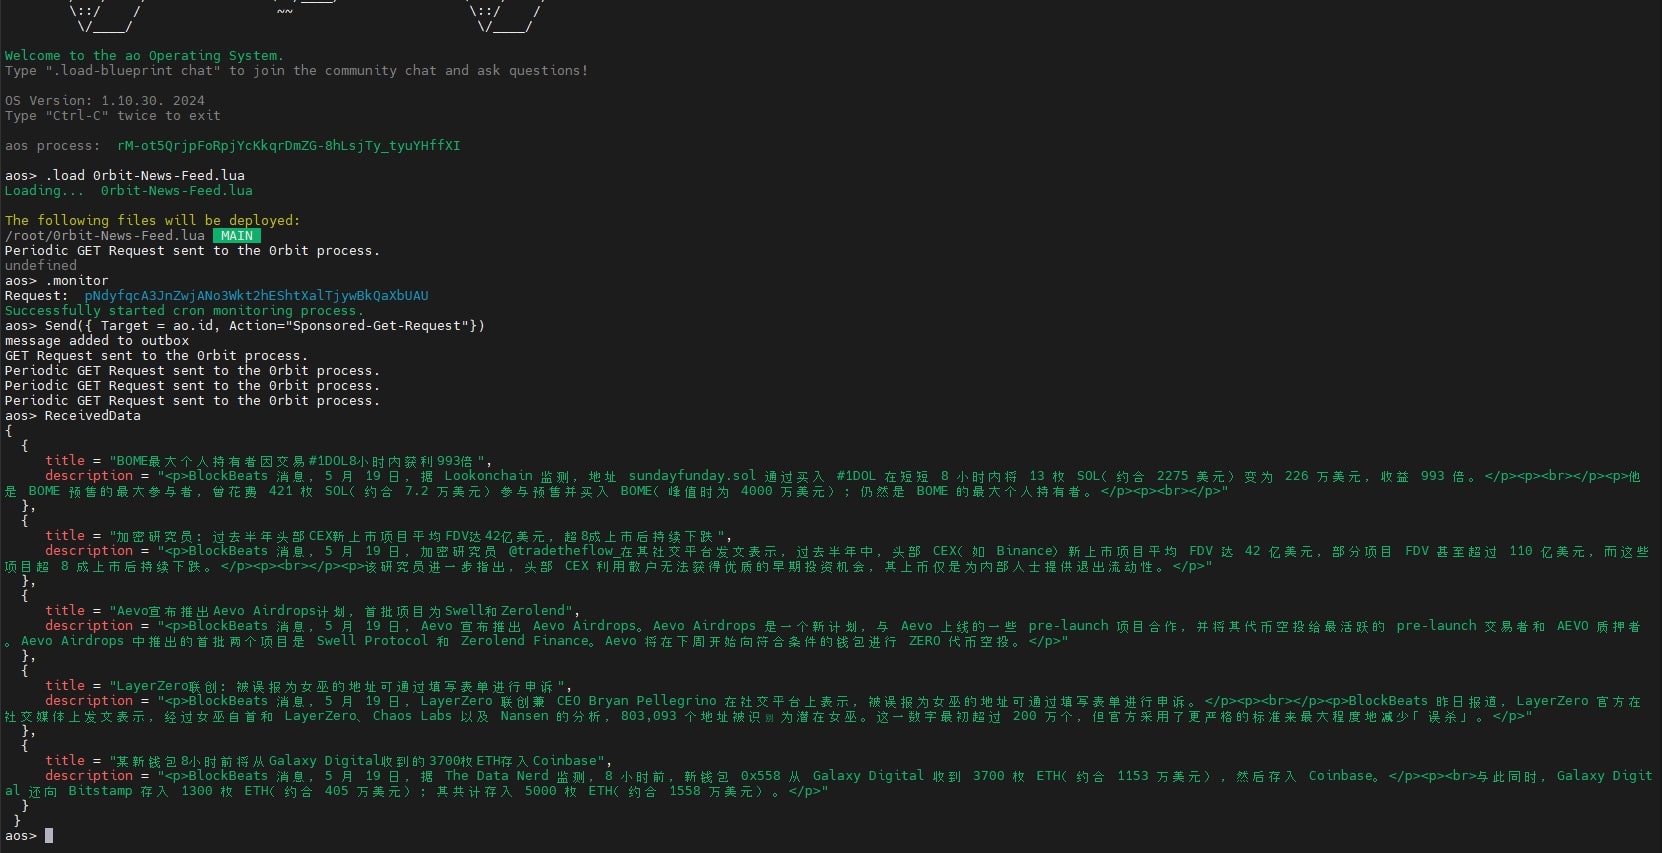 \::/    /                 ~~                      \::/    /
\/____/                                            \/____/
Welcome to the ao Operating System.
Type ".load-blueprint chat" to join the community chat and ask questions!
OS Version: 1.10.30. 2024
Type "Ctrl-C" twice to exit
aos process:  rM-ot5QrjpFoRpjYcKkqrDmZG-8hLsjTy_tyuYHffXI
aos> .load 0rbit-News-Feed.lua
Loading...  0rbit-News-Feed.lua
The following files will be deployed:
/root/0rbit-News-Feed.lua  MAIN
Periodic GET Request sent to the 0rbit process.
undefined
aos> .monitor
Request:  pNdyfqcA3JnZwjANo3Wkt2hEShtXalTjywBkQaXbUAU
Successfully started cron monitoring process.
aos> Send({ Target = ao.id, Action="Sponsored-Get-Request"})
message added to outbox
GET Request sent to the 0rbit process.
Periodic GET Request sent to the 0rbit process.
Periodic GET Request sent to the 0rbit process.
Periodic GET Request sent to the 0rbit process.
aos> ReceivedData
{
{
title = "BOME最大个人持有者因交易#1DOL8小时内获利993倍",
description = "<p>BlockBeats 消息，5 月 19 日，据 Lookonchain 监测，地址 sundayfunday.sol 通过买入 #1DOL 在短短 8 小时内将 13 枚 SOL（约合 2275 美元）变为 226 万美元，收益 993 倍。</p><p><br></p><p>他
是 BOME 预售的最大参与者，曾花费 421 枚 SOL（约合 7.2 万美元）参与预售并买入 BOME（峰值时为 4000 万美元）；仍然是 BOME 的最大个人持有者。</p><p><br></p>"
},
{
title = "加密研究员：过去半年头部CEX新上市项目平均FDV达42亿美元，超8成上市后持续下跌",
description = "<p>BlockBeats 消息，5 月 19 日，加密研究员 @tradetheflow_在其社交平台发文表示，过去半年中，头部 CEX（如 Binance）新上市项目平均 FDV 达 42 亿美元，部分项目 FDV 甚至超过 110 亿美元，而这些
项目超 8 成上市后持续下跌。</p><p><br></p><p>该研究员进一步指出，头部 CEX 利用散户无法获得优质的早期投资机会，其上币仅是为内部人士提供退出流动性。</p>"
},
{
title = "Aevo宣布推出Aevo Airdrops计划，首批项目为Swell和Zerolend",
description = "<p>BlockBeats 消息，5 月 19 日，Aevo 宣布推出 Aevo Airdrops。Aevo Airdrops 是一个新计划，与 Aevo 上线的一些 pre-launch 项目合作，并将其代币空投给最活跃的 pre-launch 交易者和 AEVO 质押者
。Aevo Airdrops 中推出的首批两个项目是 Swell Protocol 和 Zerolend Finance。Aevo 将在下周开始向符合条件的钱包进行 ZERO 代币空投。</p>"
},
{
title = "LayerZero联创：被误报为女巫的地址可通过填写表单进行申诉",
description = "<p>BlockBeats 消息，5 月 19 日，LayerZero 联创兼 CEO Bryan Pellegrino 在社交平台上表示，被误报为女巫的地址可通过填写表单进行申诉。</p><p><br></p><p>BlockBeats 昨日报道，LayerZero 官方在
社交媒体上发文表示，经过女巫自首和 LayerZero、Chaos Labs 以及 Nansen 的分析，803,093 个地址被识别为潜在女巫。这一数字最初超过 200 万个，但官方采用了更严格的标准来最大程度地减少「误杀」。</p>"
},
{
title = "某新钱包8小时前将从Galaxy Digital收到的3700枚ETH存入Coinbase",
description = "<p>BlockBeats 消息，5 月 19 日，据 The Data Nerd 监测，8 小时前，新钱包 0x558 从 Galaxy Digital 收到 3700 枚 ETH（约合 1153 万美元），然后存入 Coinbase。</p><p><br>与此同时，Galaxy Digit
al 还向 Bitstamp 存入 1300 枚 ETH（约合 405 万美元）；其共计存入 5000 枚 ETH（约合 1558 万美元）。</p>"
}
}
aos>